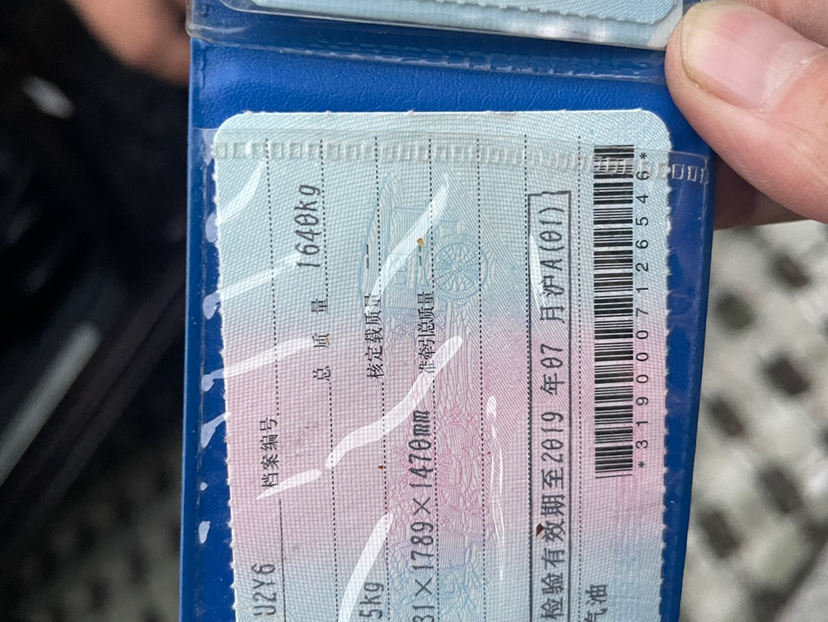 U2Y6 档案编号
总质量 1640kg
5kg 核定载质量 --
31×1789×1470mm 准牵引总质量 --
检验有效期至2019年07月沪A(01)
汽油 *3190007126546*